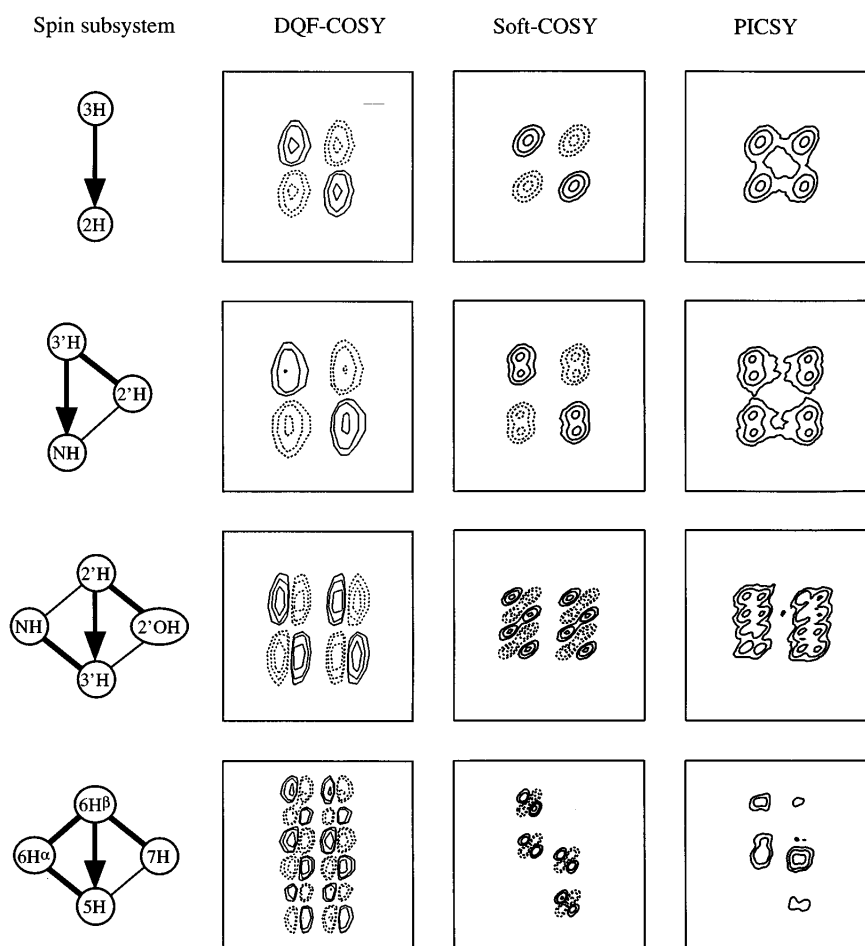 Spin subsystem DQF-COSY Soft-COSY PICSY
3H
2H
3'H
2'H
NH
2'H
NH
2'OH
3'H
6Hβ
6Hα
7H
5H